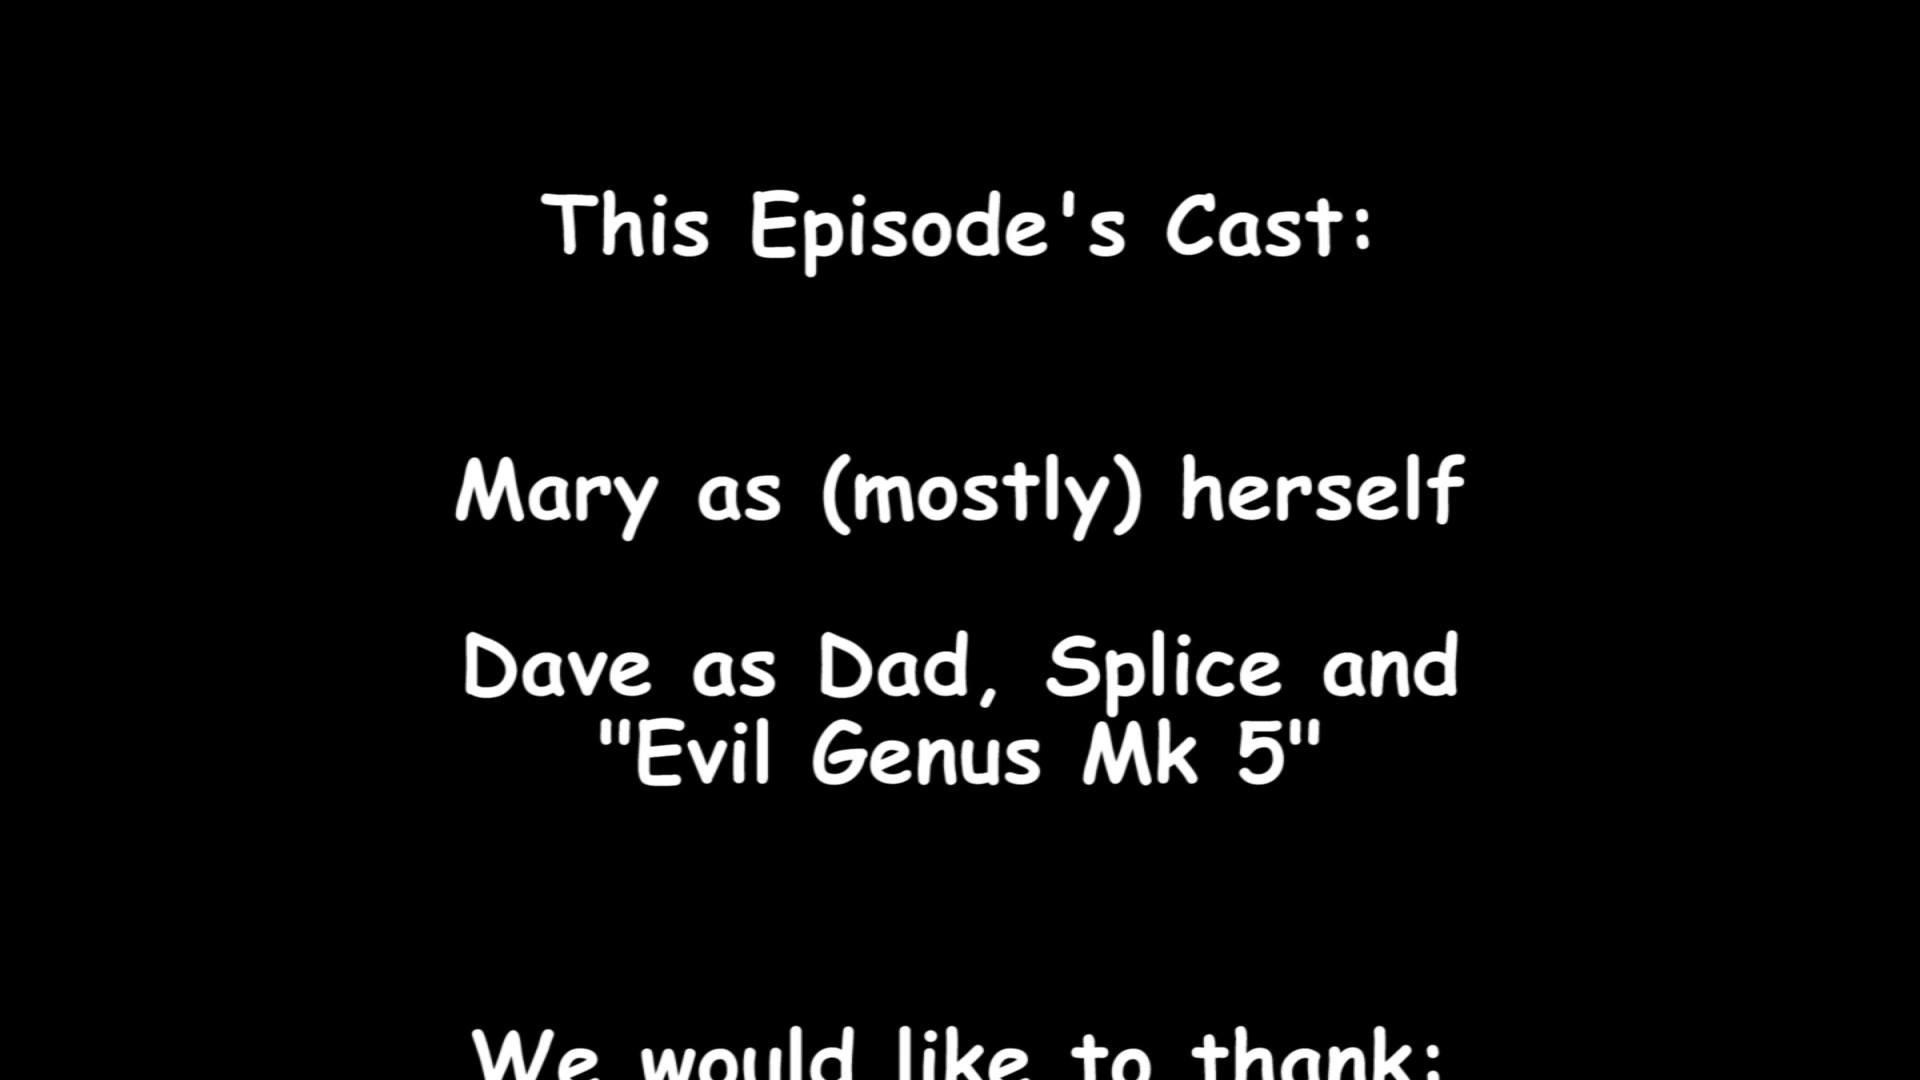 This Episode's Cast:
Mary as (mostly) herself
Dave as Dad, Splice and
"Evil Genus Mk 5"
We would like to thank: